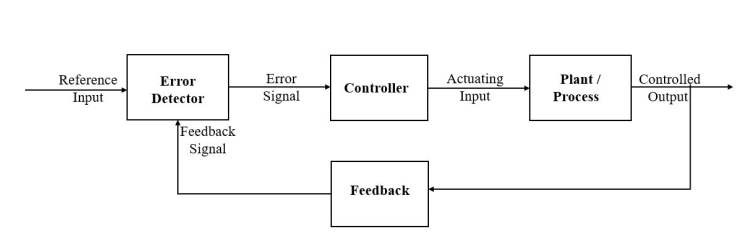 Reference
Input
Error
Detector
Error
Signal
Controller
Actuating
Input
Plant /
Process
Controlled
Output
Feedback
Signal
Feedback